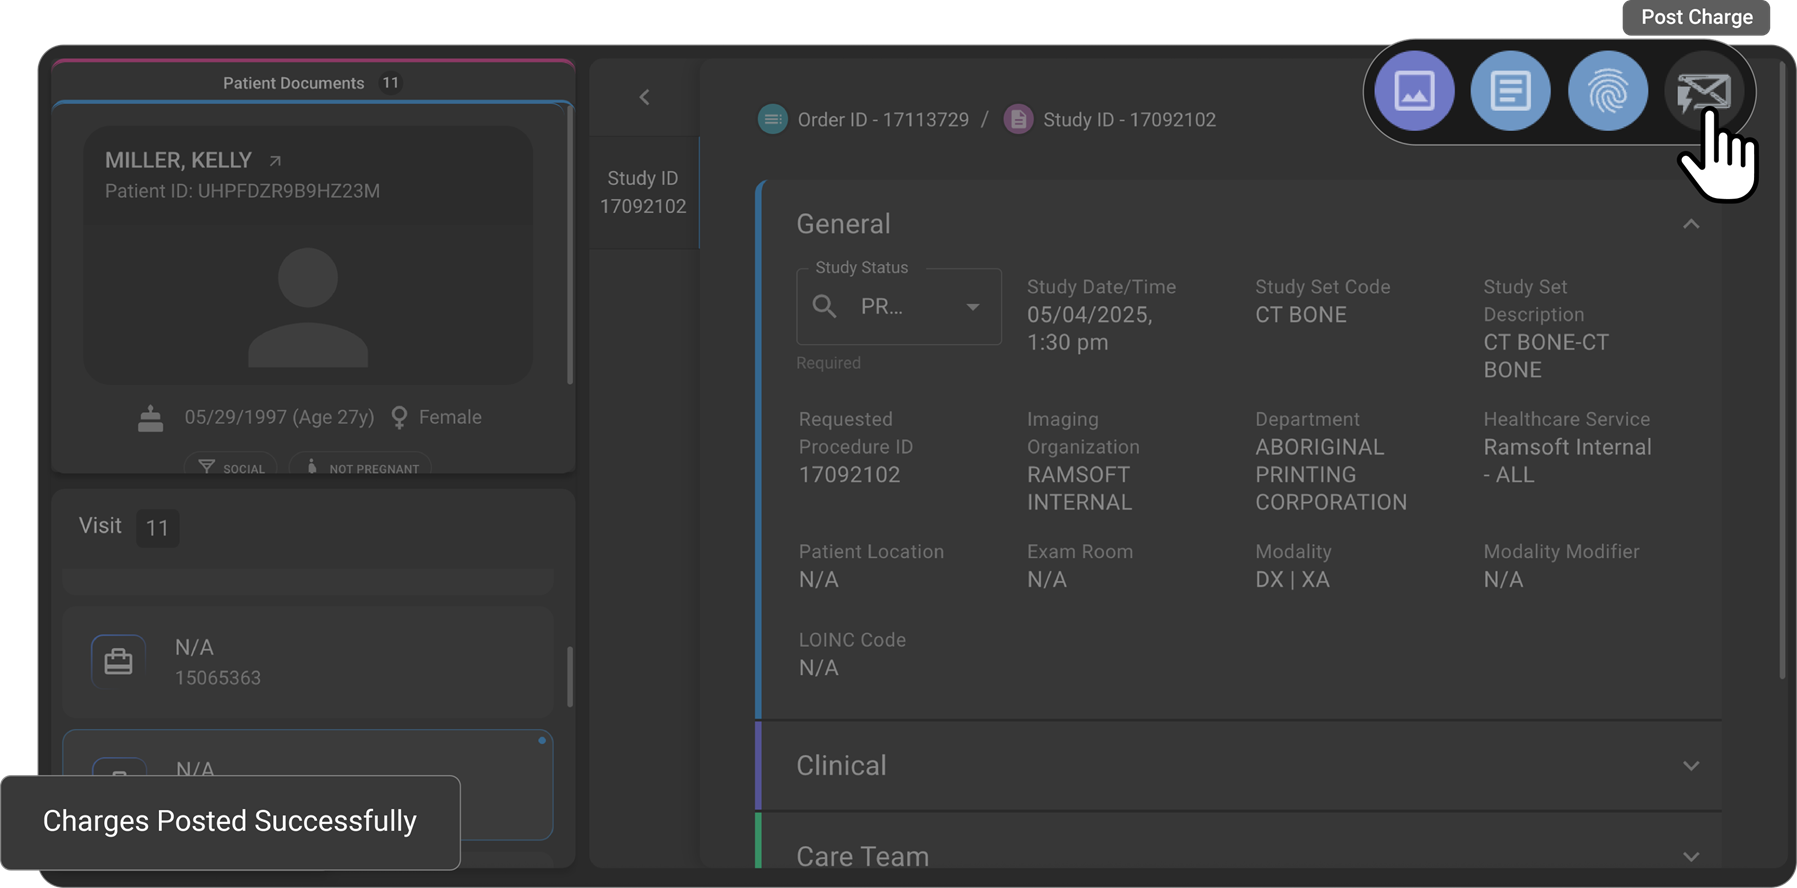 Post Charge
Patient Documents 11
MILLER, KELLY
Patient ID: UHPFDZR9B9HZ23M
05/29/1997 (Age 27y) Female
SOCIAL
NOT PREGNANT
Visit 11
N/A
15065363
N/A
Charges Posted Successfully
Study ID
17092102
Order ID - 17113729 / Study ID - 17092102
General
Study Status
PR...
Required
Study Date/Time
05/04/2025,
1:30 pm
Study Set Code
CT BONE
Study Set
Description
CT BONE-CT
BONE
Requested
Procedure ID
17092102
Imaging
Organization
RAMSOFT
INTERNAL
Department
ABORIGINAL
PRINTING
CORPORATION
Healthcare Service
Ramsoft Internal
- ALL
Patient Location
N/A
Exam Room
N/A
Modality
DX | XA
Modality Modifier
N/A
LOINC Code
N/A
Clinical
Care Team